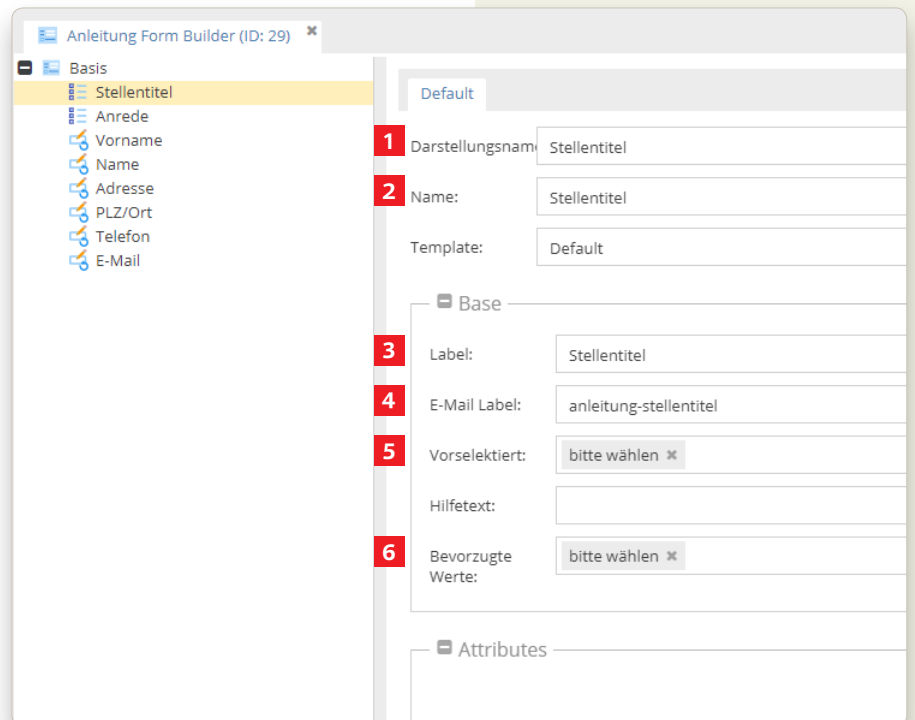 Anleitung Form Builder (ID: 29)
Basis
Stellentitel
Anrede
Vorname
Name
Adresse
PLZ/Ort
Telefon
E-Mail
Default
1 Darstellungsname Stellentitel
2 Name: Stellentitel
Template: Default
Base
3 Label: Stellentitel
4 E-Mail Label: anleitung-stellentitel
5 Vorselektiert: bitte wählen
Hilfetext:
6 Bevorzugte Werte: bitte wählen
Attributes